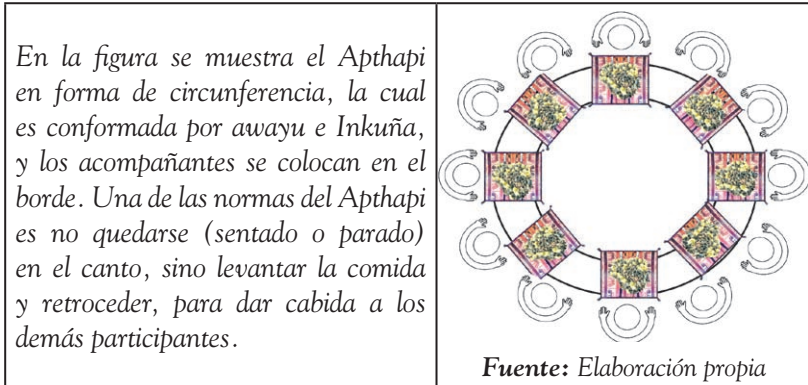 En la figura se muestra el Apthapi
en forma de circunferencia, la cual
es conformada por awayu e Inkuña,
y los acompañantes se colocan en el
borde. Una de las normas del Apthapi
es no quedarse (sentado o parado)
en el canto, sino levantar la comida
y retroceder, para dar cabida a los
demás participantes.
Fuente: Elaboración propia